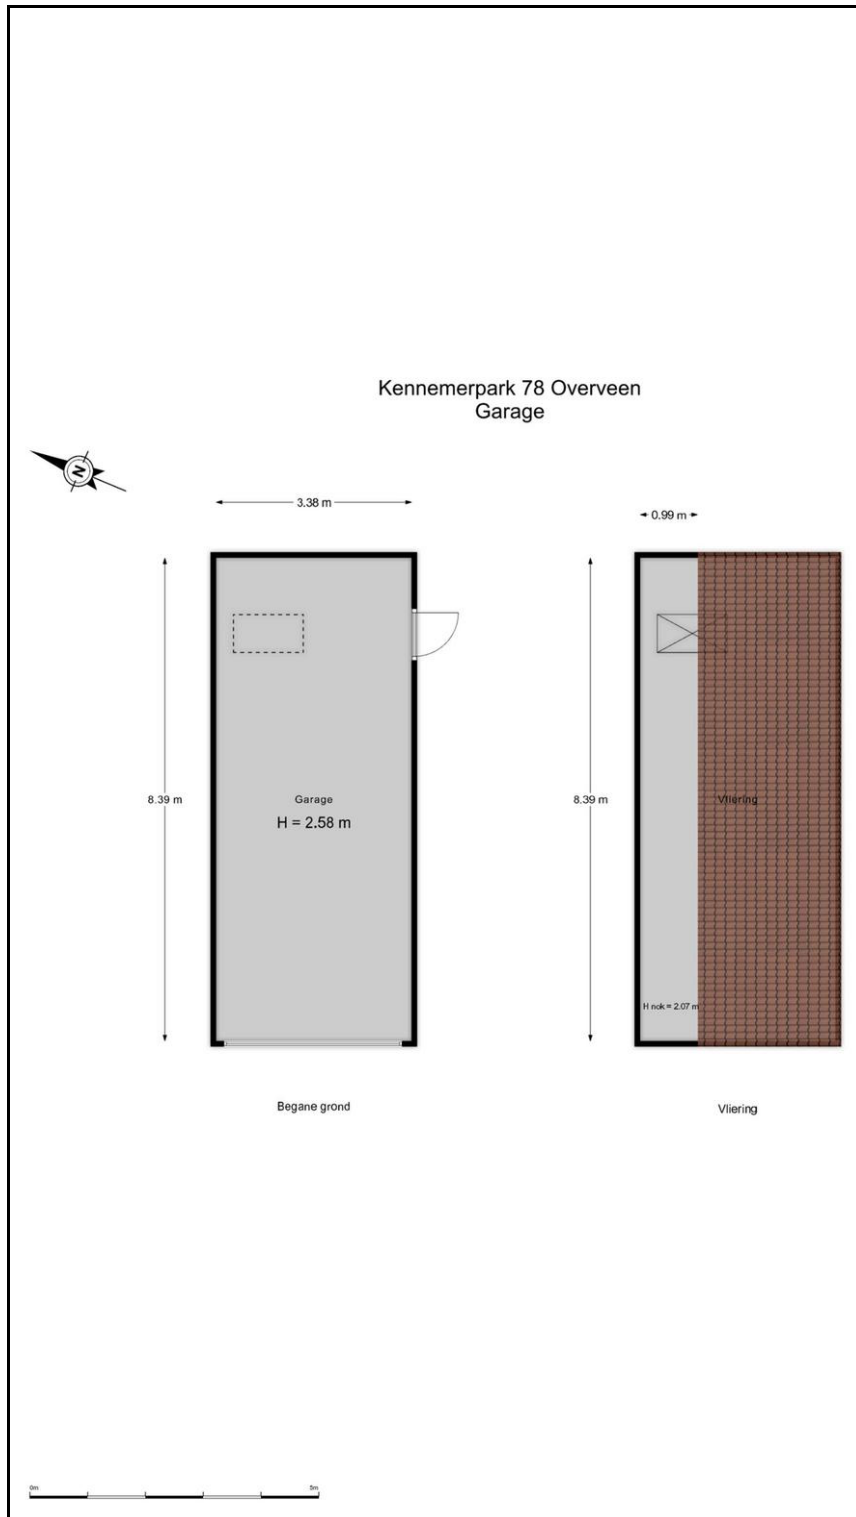 Kennemerpark 78 Overveen
Garage
N
3.38 m
0.99 m
8.39 m
Garage
H = 2.58 m
8.39 m
Vliering
H nok = 2.07 m
Begane grond
Vliering
0m
5m